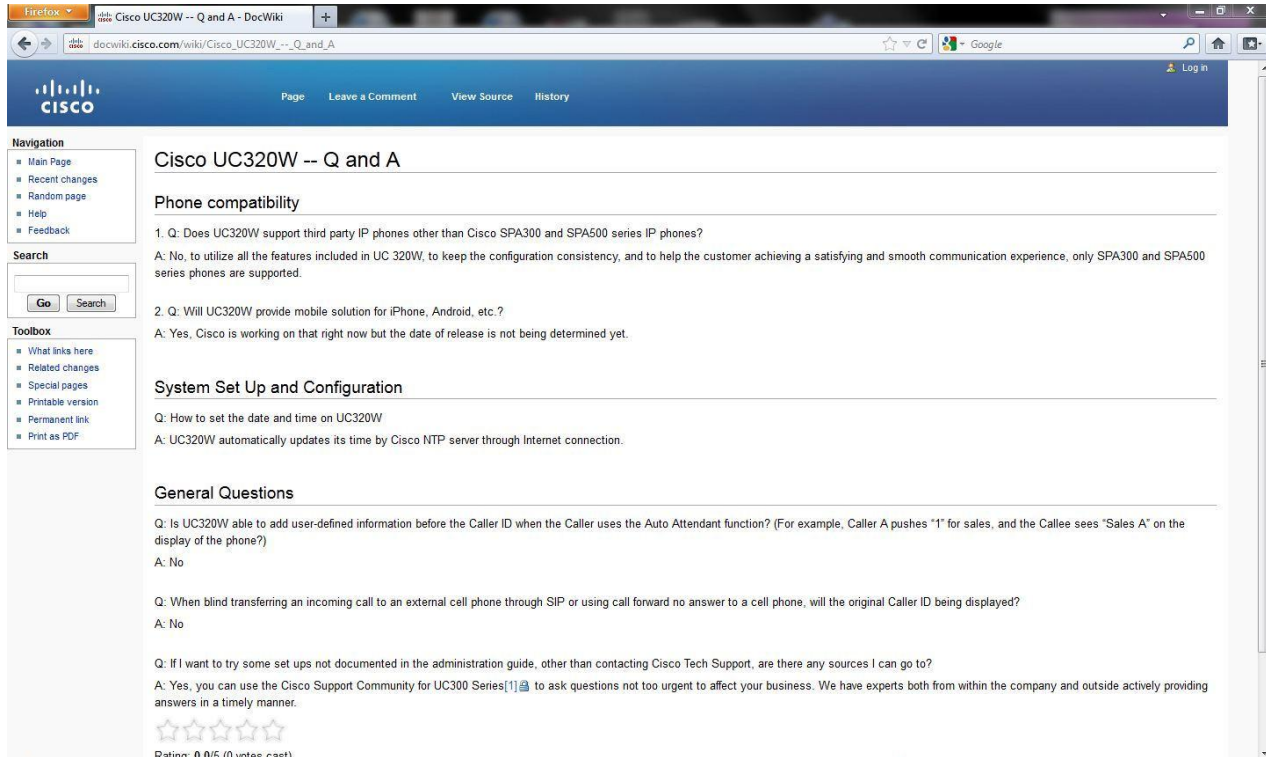 Firefox
Cisco UC320W -- Q and A - DocWiki
docwiki.cisco.com/wiki/Cisco_UC320W_--_Q_and_A
Google
Log in
CISCO
Page Leave a Comment View Source History
Navigation
Main Page
Recent changes
Random page
Help
Feedback
Search
Go Search
Toolbox
What links here
Related changes
Special pages
Printable version
Permanent link
Print as PDF
Cisco UC320W -- Q and A
Phone compatibility
1. Q: Does UC320W support third party IP phones other than Cisco SPA300 and SPA500 series IP phones?
A: No, to utilize all the features included in UC 320W, to keep the configuration consistency, and to help the customer achieving a satisfying and smooth communication experience, only SPA300 and SPA500
series phones are supported.
2. Q: Will UC320W provide mobile solution for iPhone, Android, etc.?
A: Yes, Cisco is working on that right now but the date of release is not being determined yet.
System Set Up and Configuration
Q: How to set the date and time on UC320W
A: UC320W automatically updates its time by Cisco NTP server through Internet connection.
General Questions
Q: Is UC320W able to add user-defined information before the Caller ID when the Caller uses the Auto Attendant function? (For example, Caller A pushes "1" for sales, and the Callee sees "Sales A" on the
display of the phone?)
A: No
Q: When blind transferring an incoming call to an external cell phone through SIP or using call forward no answer to a cell phone, will the original Caller ID being displayed?
A: No
Q: If I want to try some set ups not documented in the administration guide, other than contacting Cisco Tech Support, are there any sources I can go to?
A: Yes, you can use the Cisco Support Community for UC300 Series[1] to ask questions not too urgent to affect your business. We have experts both from within the company and outside actively providing
answers in a timely manner.
Rating: 0.0/5 (0 votes cast)